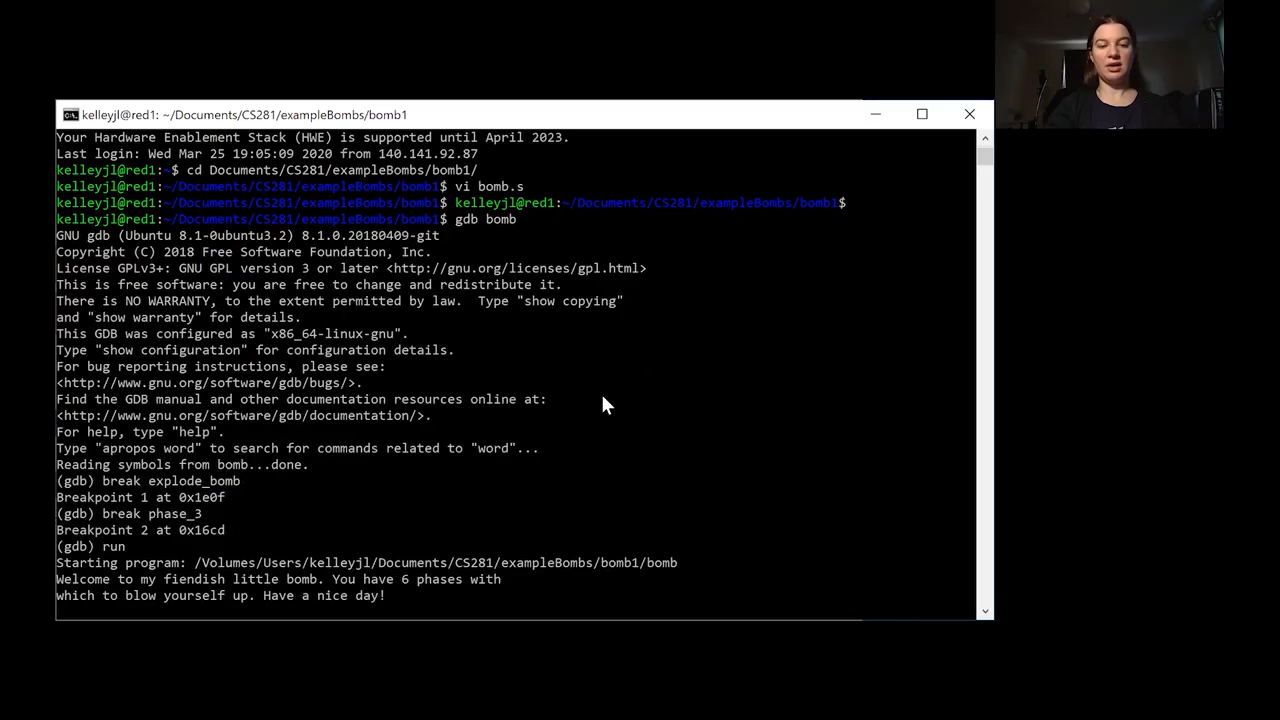 kelleyjl@red1: ~/Documents/CS281/exampleBombs/bomb1
Your Hardware Enablement Stack (HWE) is supported until April 2023.
Last login: Wed Mar 25 19:05:09 2020 from 140.141.92.87
kelleyjl@red1:~$ cd Documents/CS281/exampleBombs/bomb1/
kelleyjl@red1:~/Documents/CS281/exampleBombs/bomb1$ vi bomb.s
kelleyjl@red1:~/Documents/CS281/exampleBombs/bomb1$ kelleyjl@red1:~/Documents/CS281/exampleBombs/bomb1$
kelleyjl@red1:~/Documents/CS281/exampleBombs/bomb1$ gdb bomb
GNU gdb (Ubuntu 8.1-0ubuntu3.2) 8.1.0.20180409-git
Copyright (C) 2018 Free Software Foundation, Inc.
License GPLv3+: GNU GPL version 3 or later <http://gnu.org/licenses/gpl.html>
This is free software: you are free to change and redistribute it.
There is NO WARRANTY, to the extent permitted by law.  Type "show copying"
and "show warranty" for details.
This GDB was configured as "x86_64-linux-gnu".
Type "show configuration" for configuration details.
For bug reporting instructions, please see:
<http://www.gnu.org/software/gdb/bugs/>.
Find the GDB manual and other documentation resources online at:
<http://www.gnu.org/software/gdb/documentation/>.
For help, type "help".
Type "apropos word" to search for commands related to "word"...
Reading symbols from bomb...done.
(gdb) break explode_bomb
Breakpoint 1 at 0x1e0f
(gdb) break phase_3
Breakpoint 2 at 0x16cd
(gdb) run
Starting program: /Volumes/Users/kelleyjl/Documents/CS281/exampleBombs/bomb1/bomb
Welcome to my fiendish little bomb. You have 6 phases with
which to blow yourself up. Have a nice day!